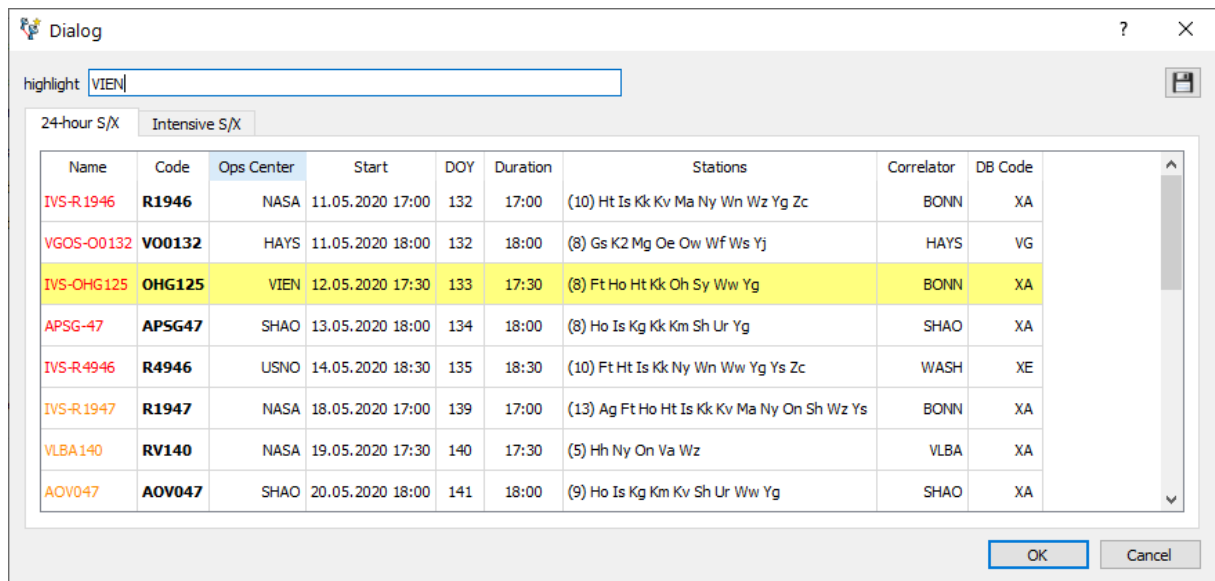 Dialog ?
highlight VIEN
24-hour S/X Intensive S/X
Name Code Ops Center Start DOY Duration Stations Correlator DB Code
IVS-R1946 R1946 NASA 11.05.2020 17:00 132 17:00 (10) Ht Is Kk Kv Ma Ny Wn Wz Yg Zc BONN XA
VGOS-O0132 VO0132 HAYS 11.05.2020 18:00 132 18:00 (8) Gs K2 Mg Oe Ow Wf Ws Yj HAYS VG
IVS-OHG125 OHG125 VIEN 12.05.2020 17:30 133 17:30 (8) Ft Ho Ht Kk Oh Sy Ww Yg BONN XA
APSG-47 APSG47 SHAO 13.05.2020 18:00 134 18:00 (8) Ho Is Kg Kk Km Sh Ur Yg SHAO XA
IVS-R4946 R4946 USNO 14.05.2020 18:30 135 18:30 (10) Ft Ht Is Kk Ny Wn Ww Yg Ys Zc WASH XE
IVS-R1947 R1947 NASA 18.05.2020 17:00 139 17:00 (13) Ag Ft Ho Ht Is Kk Kv Ma Ny On Sh Wz Ys BONN XA
VLBA140 RV140 NASA 19.05.2020 17:30 140 17:30 (5) Hh Ny On Va Wz VLBA XA
AOV047 AOV047 SHAO 20.05.2020 18:00 141 18:00 (9) Ho Is Kg Km Kv Sh Ur Ww Yg SHAO XA
OK Cancel